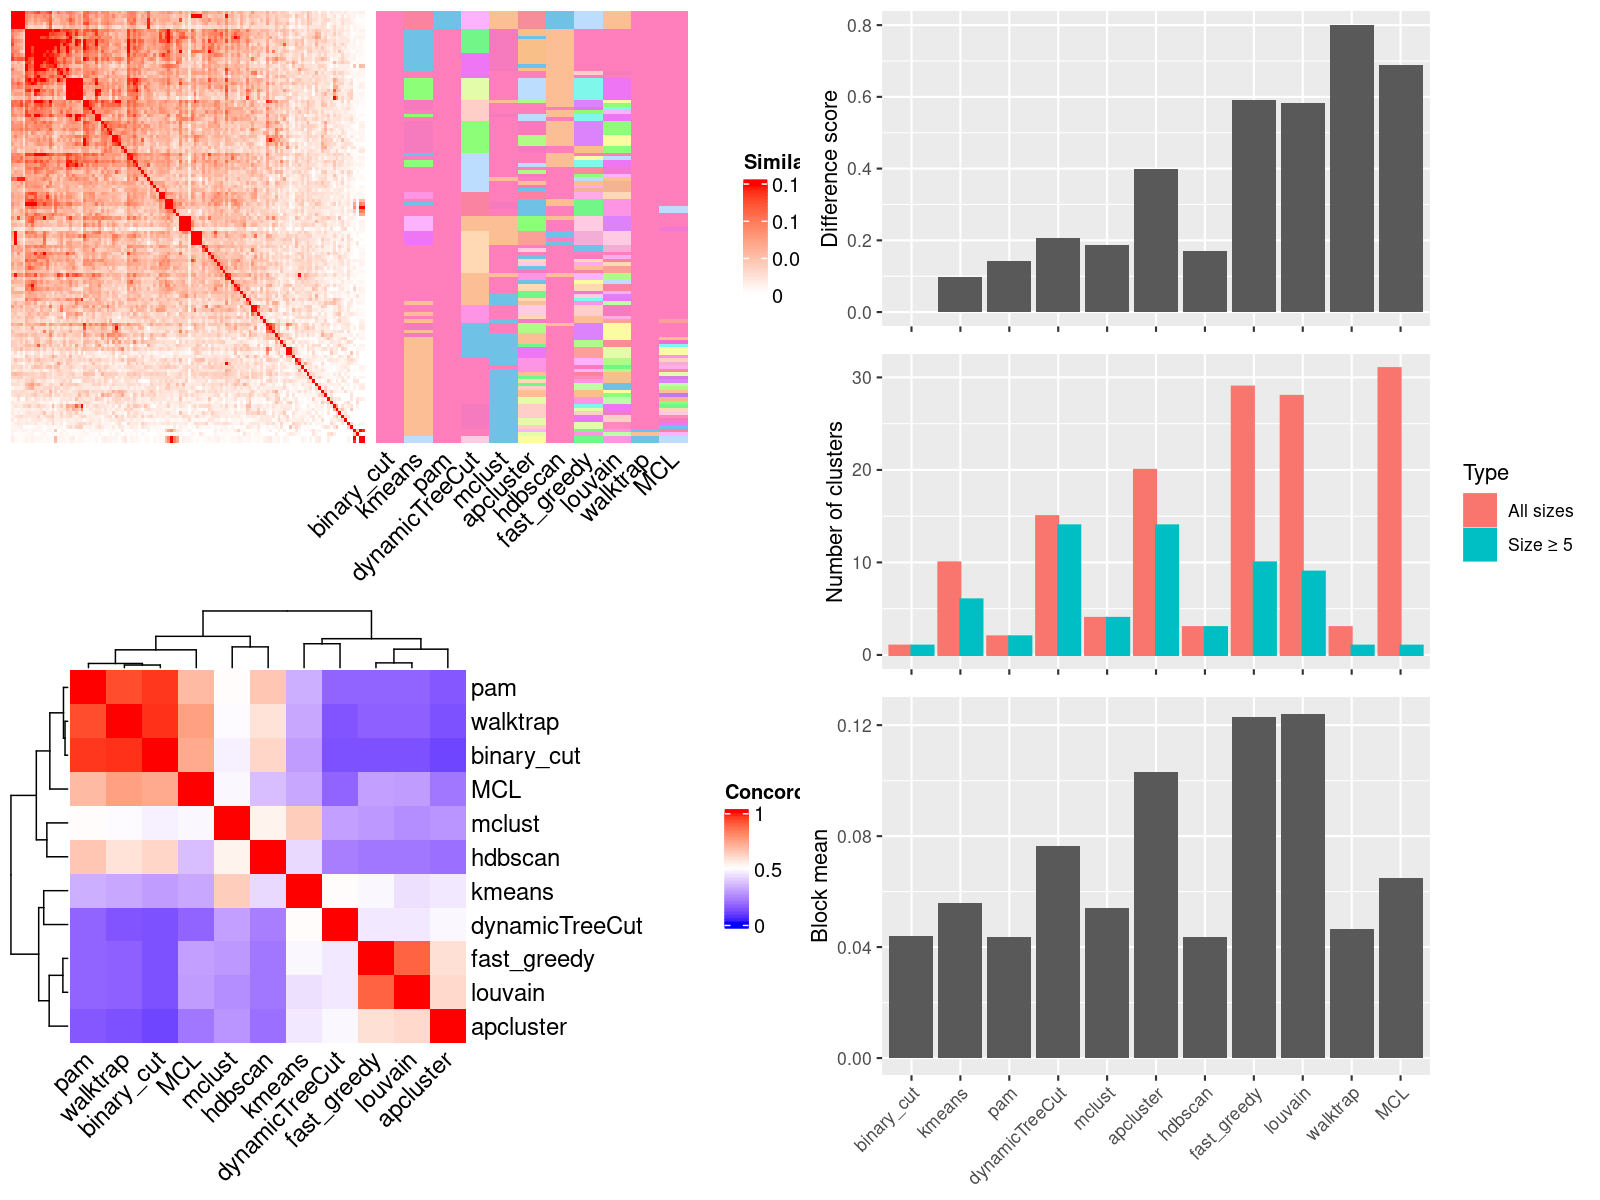 Simila
0.1
0.1
0.0
0
binary_cut
kmeans
pam
dynamicTreeCut
mclust
apcluster
hdbscan
fast_greedy
louvain
walktrap
MCL
pam
walktrap
binary_cut
MCL
mclust
hdbscan
kmeans
dynamicTreeCut
fast_greedy
louvain
apcluster
Concord
1
0.5
0
pam
walktrap
binary_cut
MCL
mclust
hdbscan
kmeans
dynamicTreeCut
fast_greedy
louvain
apcluster
Difference score
0.8
0.6
0.4
0.2
0.0
Number of clusters
30
20
10
0
Type
All sizes
Size ≥ 5
Block mean
0.12
0.08
0.04
0.00
binary_cut
kmeans
pam
dynamicTreeCut
mclust
apcluster
hdbscan
fast_greedy
louvain
walktrap
MCL